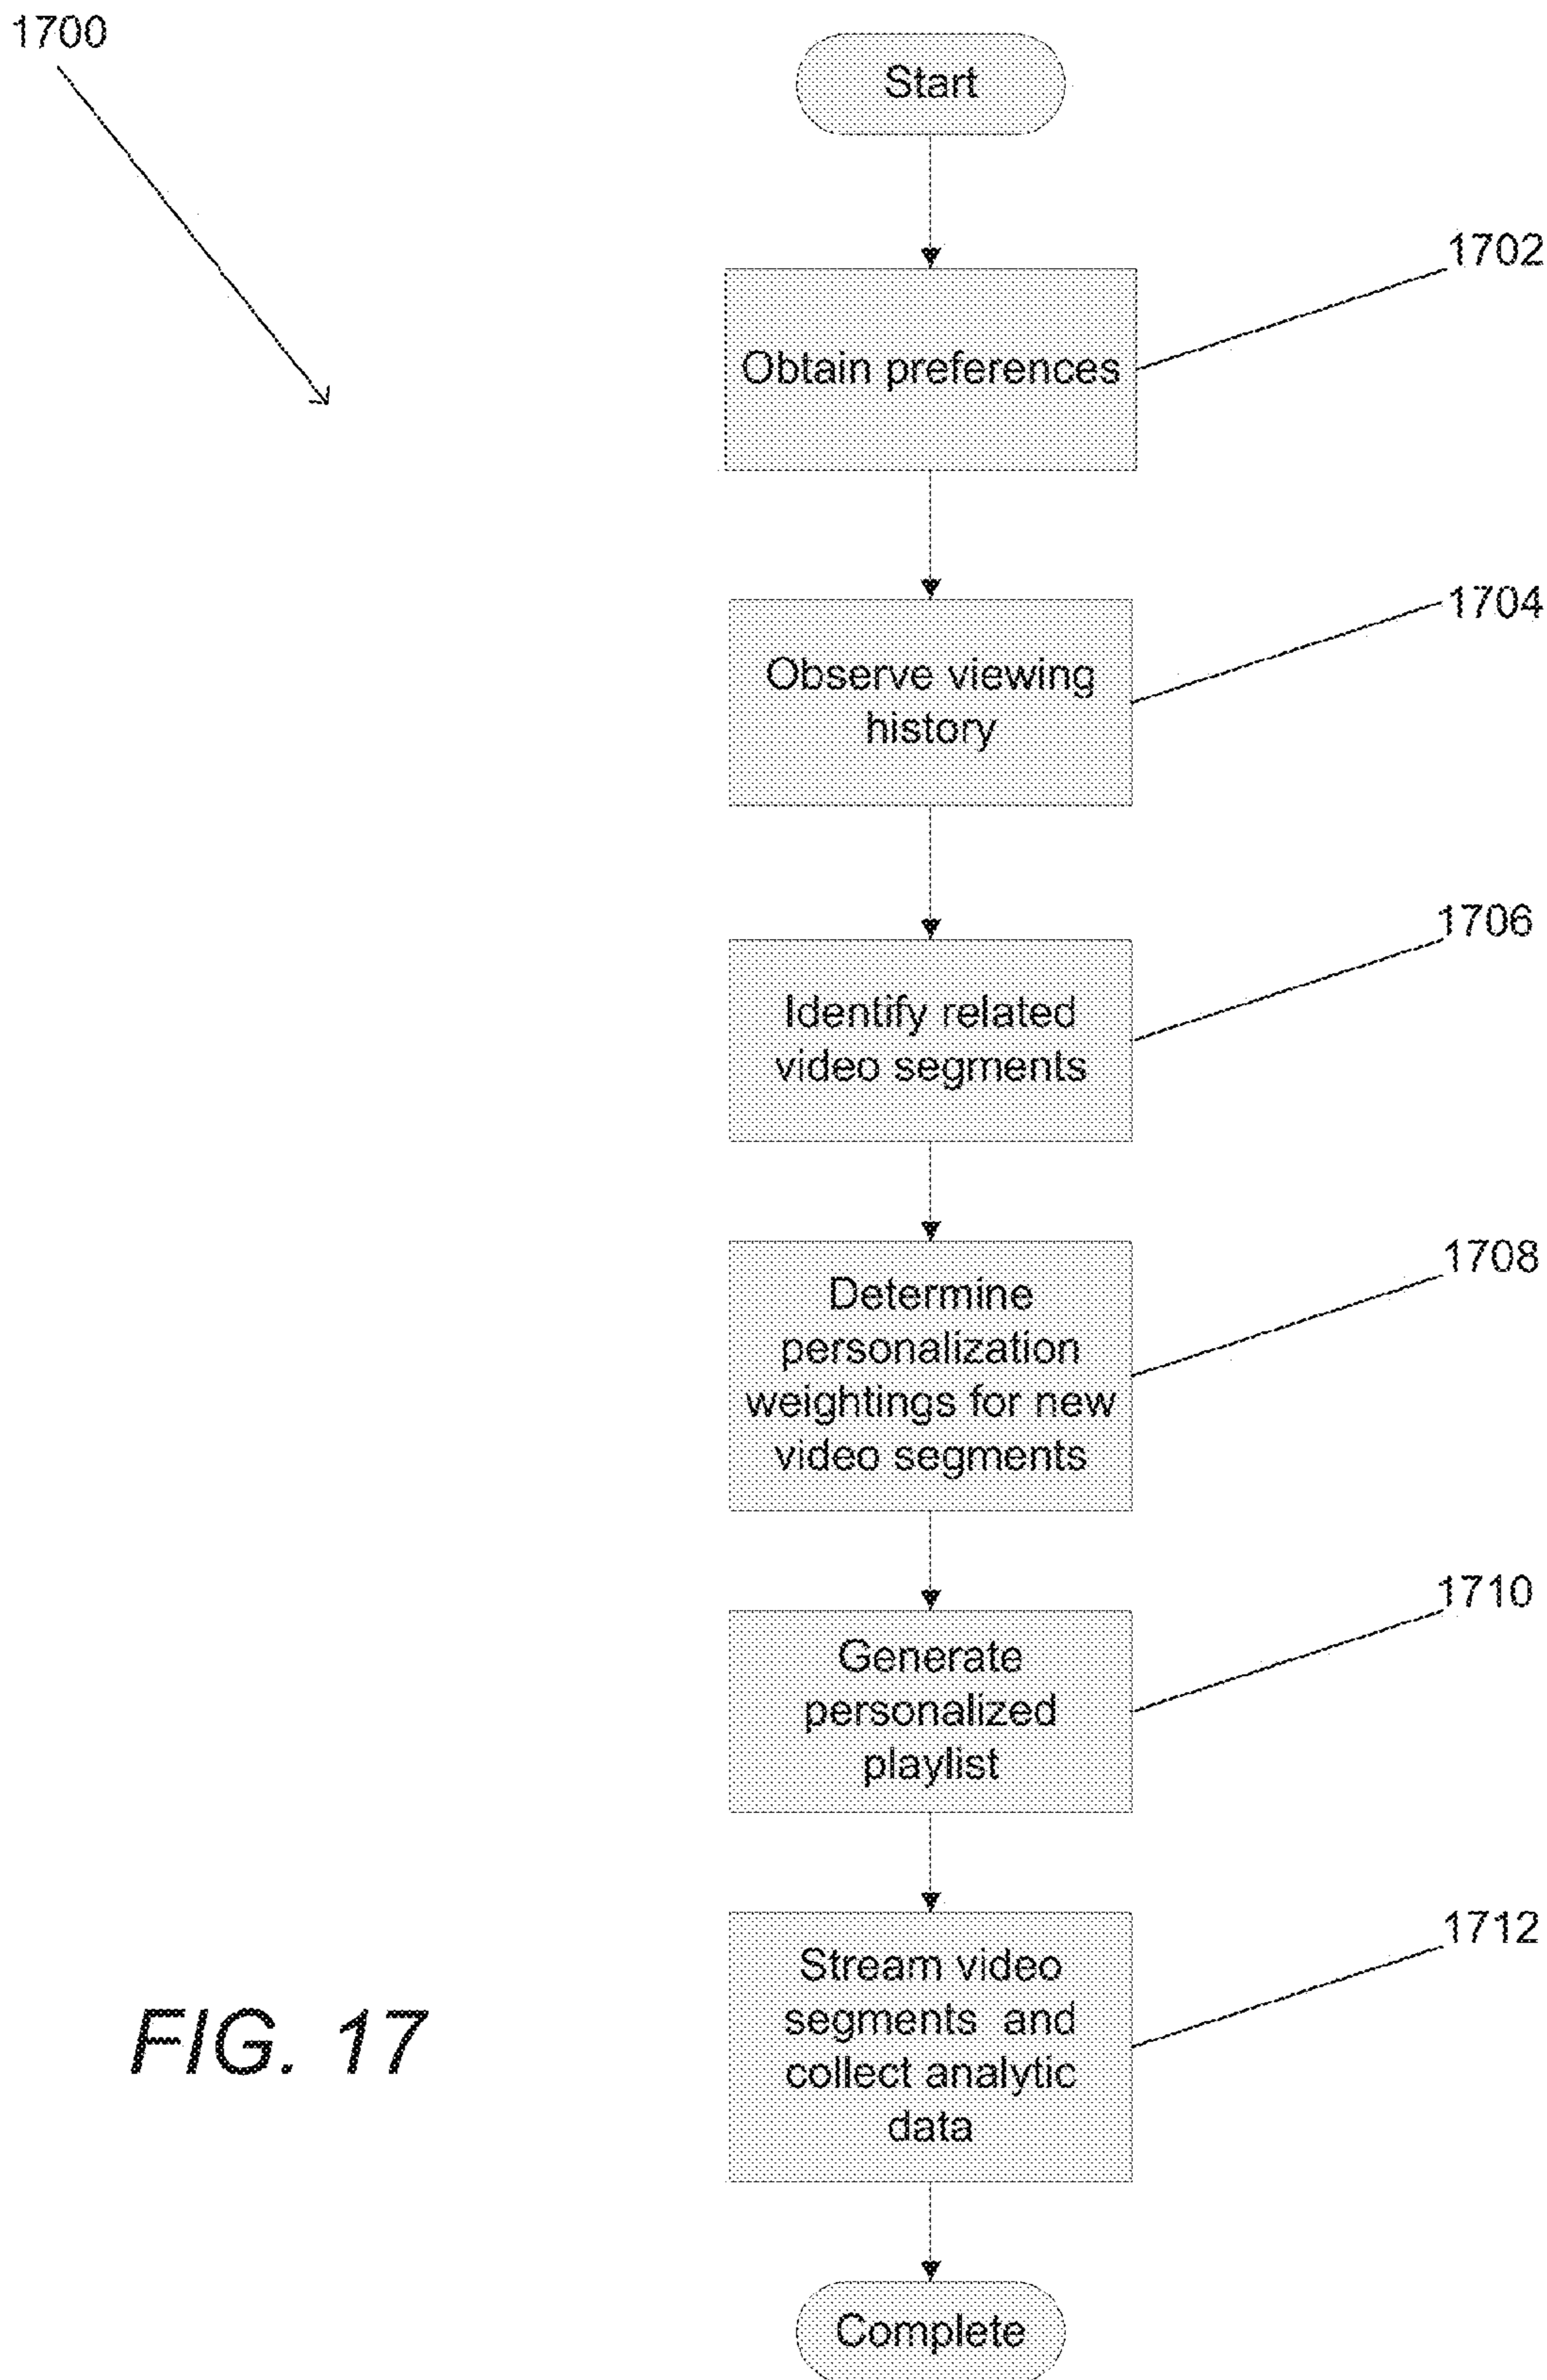 1700
Start
1702
Obtain preferences
1704
Observe viewing
history
1706
Identify related
video segments
1708
Determine
personalization
weightings for new
video segments
1710
Generate
personalized
playlist
1712
Stream video
segments and
collect analytic
data
FIG. 17
Complete